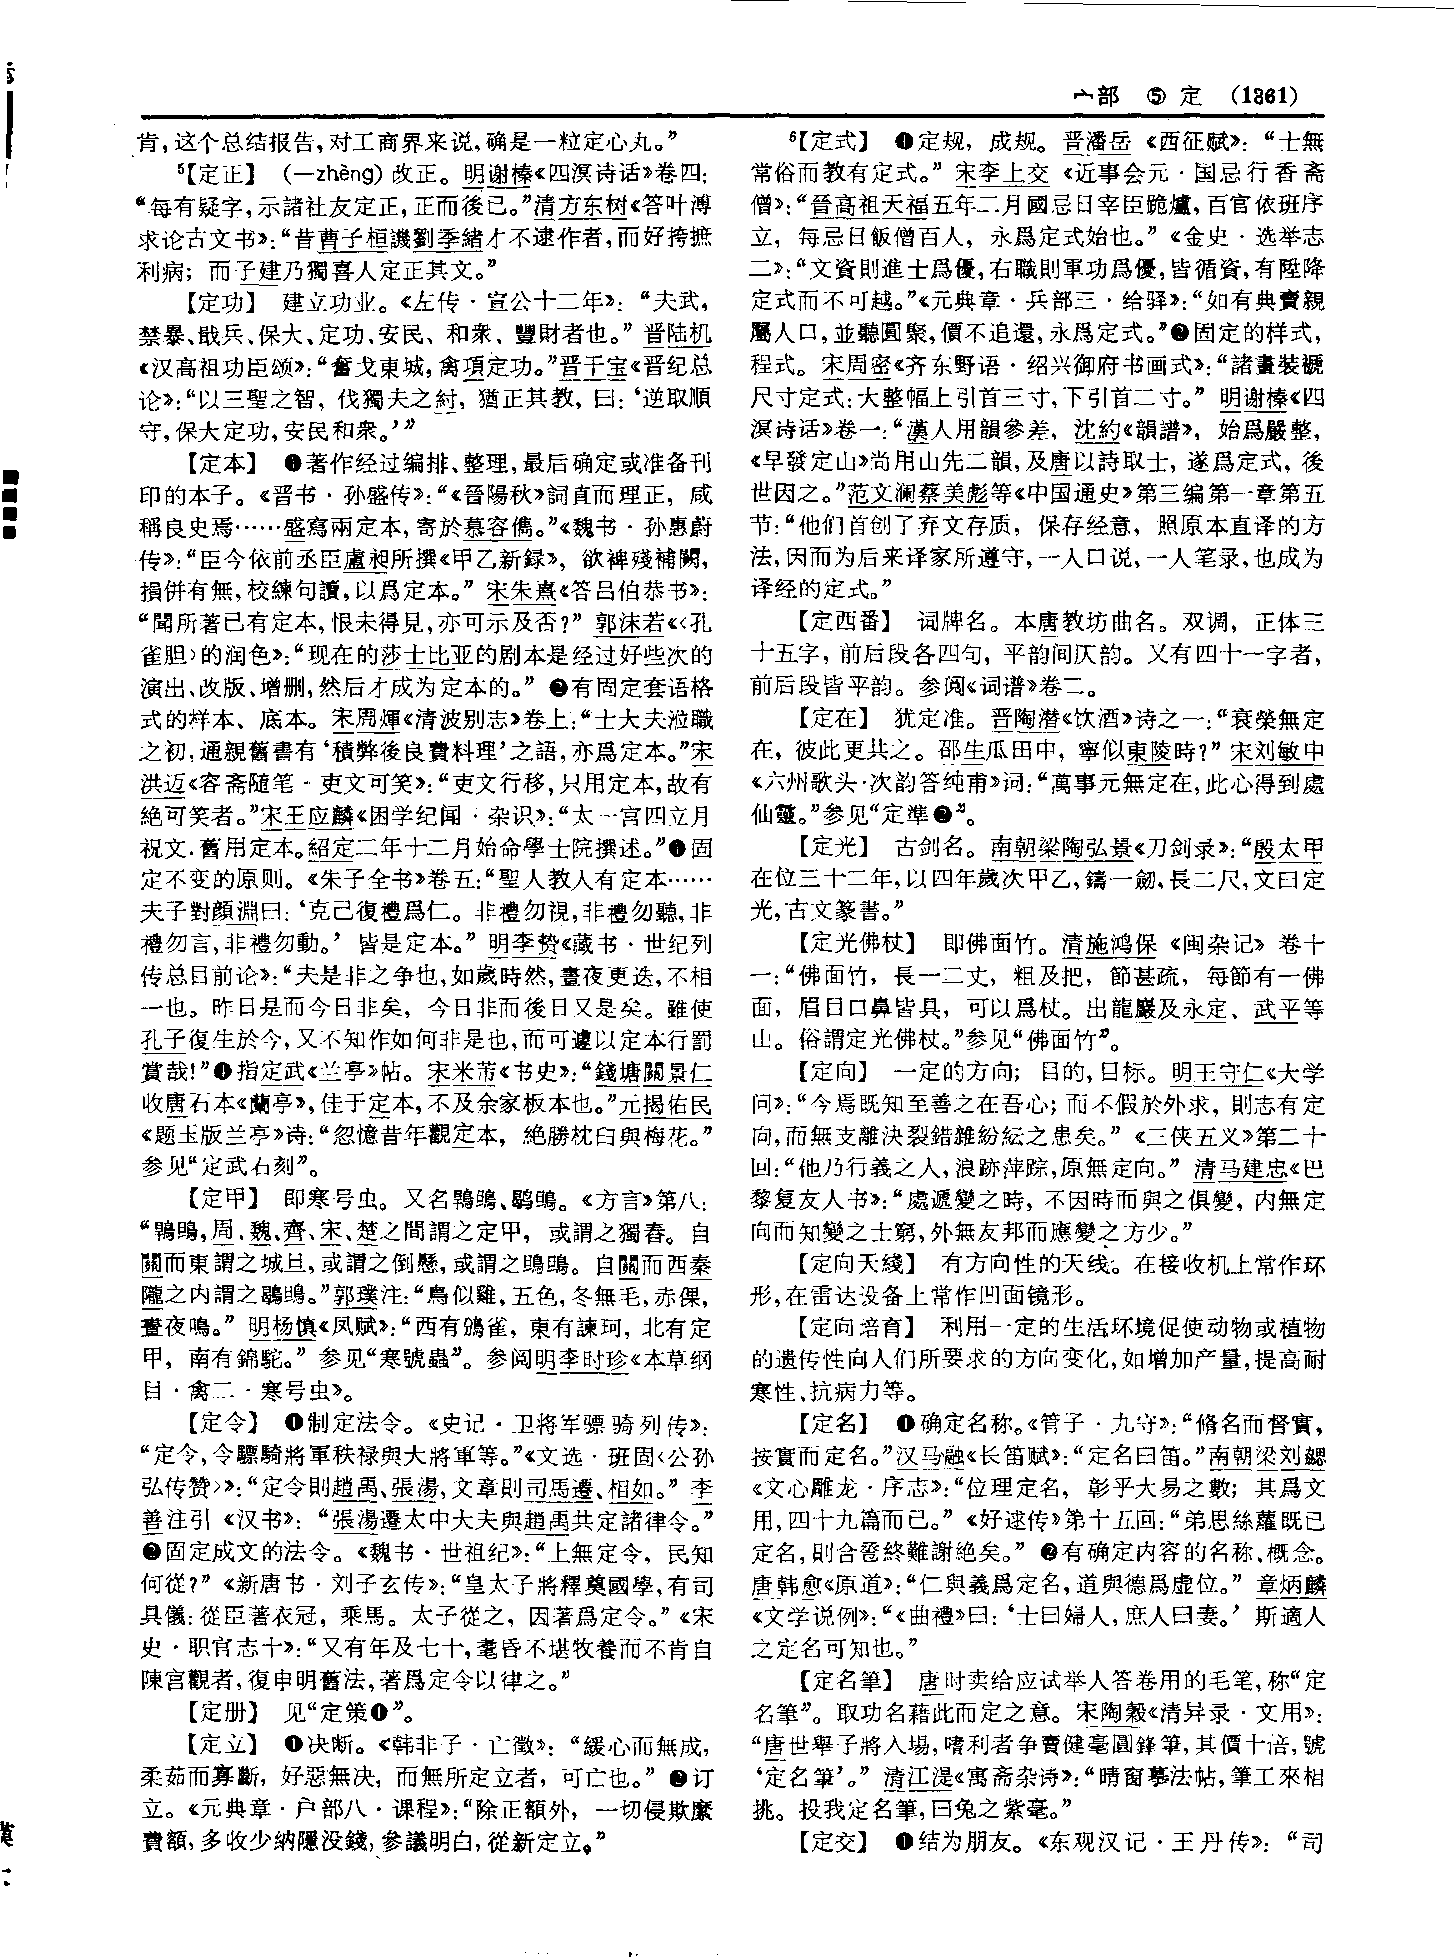 宀部 ⑤ 定 (1361)
肯，这个总结报告，对工商界来说，确是一粒定心丸。”
⁵【定正】 (—zhèng) 改正。明谢榛《四溟诗话》卷四：
“每有疑字，示諸社友定正，正而後已。”清方东树《答叶溥
求论古文书》：“昔曹子桓譏劉季緒才不逮作者，而好挎摭
利病；而子建乃獨喜人定正其文。”
【定功】 建立功业。《左传·宣公十二年》：“夫武，
禁暴、戢兵、保大、定功、安民、和衆、豐財者也。”晋陆机
《汉高祖功臣颂》：“奮戈東城，禽項定功。”晋干宝《晋纪总
论》：“以三聖之智，伐獨夫之紂，猶正其教，曰：‘逆取順
守，保大定功，安民和衆。’”
【定本】 ❶著作经过编排、整理，最后确定或准备刊
印的本子。《晋书·孙盛传》：“《晉陽秋》詞直而理正，咸
稱良史焉……盛寫兩定本，寄於慕容儁。”《魏书·孙惠蔚
传》：“臣今依前丞臣盧昶所撰《甲乙新録》，欲裨殘補闕，
損併有無，校練句讀，以爲定本。”宋朱熹《答吕伯恭书》：
“聞所著已有定本，恨未得見，亦可示及否？”郭沫若《〈孔
雀胆〉的润色》：“现在的莎士比亚的剧本是经过好些次的
演出、改版、增删，然后才成为定本的。”❷有固定套语格
式的样本、底本。宋周煇《清波别志》卷上：“士大夫涖職
之初，通親舊書有‘積弊後良費料理’之語，亦爲定本。”宋
洪迈《容斋随笔·吏文可笑》：“吏文行移，只用定本，故有
絶可笑者。”宋王应麟《困学纪闻·杂识》：“太一宫四立月
祝文，舊用定本。紹定二年十二月始命學士院撰述。”❸固
定不变的原则。《朱子全书》卷五：“聖人教人有定本……
夫子對顔淵曰：‘克己復禮爲仁。非禮勿視，非禮勿聽，非
禮勿言，非禮勿動。’皆是定本。”明李贽《藏书·世纪列
传总目前论》：“夫是非之争也，如歲時然，晝夜更迭，不相
一也。昨日是而今日非矣，今日非而後日又是矣。雖使
孔子復生於今，又不知作如何非是也，而可遽以定本行罰
賞哉！”❹指定武《兰亭》帖。宋米芾《书史》：“錢塘關景仁
收唐石本《蘭亭》，佳于定本，不及余家板本也。”元揭佑民
《题玉版兰亭》诗：“忽憶昔年觀定本，絶勝枕臼與梅花。”
参见“定武石刻”。
【定甲】 即寒号虫。又名鶡鴠、鶡鴠。《方言》第八：
“鶡鴠，周、魏、齊、宋、楚之間謂之定甲，或謂之獨舂。自
關而東謂之城旦，或謂之倒懸，或謂之鴠鴠。自關而西秦
隴之内謂之鶡鴠。”郭璞注：“鳥似雞，五色，冬無毛，赤倮，
晝夜鳴。”明杨慎《凤赋》：“西有鴒雀，東有諫珂，北有定
甲，南有錦駝。”参见“寒號蟲”。参阅明李时珍《本草纲
目·禽二·寒号虫》。
【定令】 ❶制定法令。《史记·卫将军骠骑列传》：
“定令，令驃騎將軍秩禄與大將軍等。”《文选·班固〈公孙
弘传赞〉》：“定令則趙禹、張湯，文章則司馬遷、相如。”李
善注引《汉书》：“張湯遷太中大夫與趙禹共定諸律令。”
❷固定成文的法令。《魏书·世祖纪》：“上無定令，民知
何從？”《新唐书·刘子玄传》：“皇太子將釋奠國學，有司
具儀：從臣著衣冠，乘馬。太子從之，因著爲定令。”《宋
史·职官志十》：“又有年及七十，耄昏不堪牧養而不肯自
陳宫觀者，復申明舊法，著爲定令以律之。”
【定册】 见“定策❶”。
【定立】 ❶决断。《韩非子·亡徵》：“緩心而無成，
柔茹而寡斷，好惡無决，而無所定立者，可亡也。”❷订
立。《元典章·户部八·课程》：“除正額外，一切侵欺縻
費額，多收少納隱没錢，參議明白，從新定立。”
⁶【定式】 ❶定规，成规。晋潘岳《西征赋》：“士無
常俗而教有定式。”宋李上交《近事会元·国忌行香斋
僧》：“晉高祖天福五年二月國忌日宰臣跪爐，百官依班序
立，每忌日飯僧百人，永爲定式始也。”《金史·选举志
二》：“文資則進士爲優，右職則軍功爲優，皆循資，有陞降
定式而不可越。”《元典章·兵部三·给驿》：“如有典賣親
屬人口，並聽圓聚，價不追還，永爲定式。”❷固定的样式，
程式。宋周密《齐东野语·绍兴御府书画式》：“諸畫裝褫
尺寸定式：大整幅上引首三寸，下引首二寸。”明谢榛《四
溟诗话》卷一：“漢人用韻參差，沈約《韻譜》，始爲嚴整，
《早發定山》尚用山先二韻，及唐以詩取士，遂爲定式，後
世因之。”范文澜蔡美彪等《中国通史》第三编第一章第五
节：“他们首创了弃文存质，保存经意，照原本直译的方
法，因而为后来译家所遵守，一人口说，一人笔录，也成为
译经的定式。”
【定西番】 词牌名。本唐教坊曲名。双调，正体三
十五字，前后段各四句，平韵间仄韵。又有四十一字者，
前后段皆平韵。参阅《词谱》卷二。
【定在】 犹定准。晋陶潜《饮酒》诗之一：“衰榮無定
在，彼此更共之。邵生瓜田中，寧似東陵時？”宋刘敏中
《六州歌头·次韵答纯甫》词：“萬事元無定在，此心得到處
仙靈。”参见“定準❷”。
【定光】 古剑名。南朝梁陶弘景《刀剑录》：“殷太甲
在位三十二年，以四年歲次甲乙，鑄一劒，長二尺，文曰定
光，古文篆書。”
【定光佛杖】 即佛面竹。清施鸿保《闽杂记》卷十
一：“佛面竹，長一二丈，粗及把，節甚疏，每節有一佛
面，眉目口鼻皆具，可以爲杖。出龍巖及永定、武平等
山。俗謂定光佛杖。”参见“佛面竹”。
【定向】 一定的方向；目的，目标。明王守仁《大学
问》：“今焉既知至善之在吾心；而不假於外求，則志有定
向，而無支離決裂錯雜紛紜之患矣。”《三侠五义》第二十
回：“他乃行義之人，浪跡萍踪，原無定向。”清马建忠《巴
黎复友人书》：“處遞變之時，不因時而與之俱變，内無定
向而知變之士窮，外無友邦而應變之方少。”
【定向天线】 有方向性的天线。在接收机上常作环
形，在雷达设备上常作凹面镜形。
【定向培育】 利用一定的生活环境促使动物或植物
的遗传性向人们所要求的方向变化，如增加产量，提高耐
寒性、抗病力等。
【定名】 ❶确定名称。《管子·九守》：“脩名而督實，
按實而定名。”汉马融《长笛赋》：“定名曰笛。”南朝梁刘勰
《文心雕龙·序志》：“位理定名，彰乎大易之數；其爲文
用，四十九篇而已。”《好逑传》第十五回：“弟思絲蘿既已
定名，則合卺終難謝絶矣。”❷有确定内容的名称、概念。
唐韩愈《原道》：“仁與義爲定名，道與德爲虚位。”章炳麟
《文学说例》：“《曲禮》曰：‘士曰婦人，庶人曰妻。’斯適人
之定名可知也。”
【定名筆】 唐时卖给应试举人答卷用的毛笔，称“定
名筆”。取功名藉此而定之意。宋陶榖《清异录·文用》：
“唐世舉子將入場，嗜利者争賣健毫圓鋒筆，其價十倍，號
‘定名筆’。”清江湜《寓斋杂诗》：“晴窗摹法帖，筆工來相
挑。投我定名筆，曰兔之紫毫。”
【定交】 ❶结为朋友。《东观汉记·王丹传》：“司